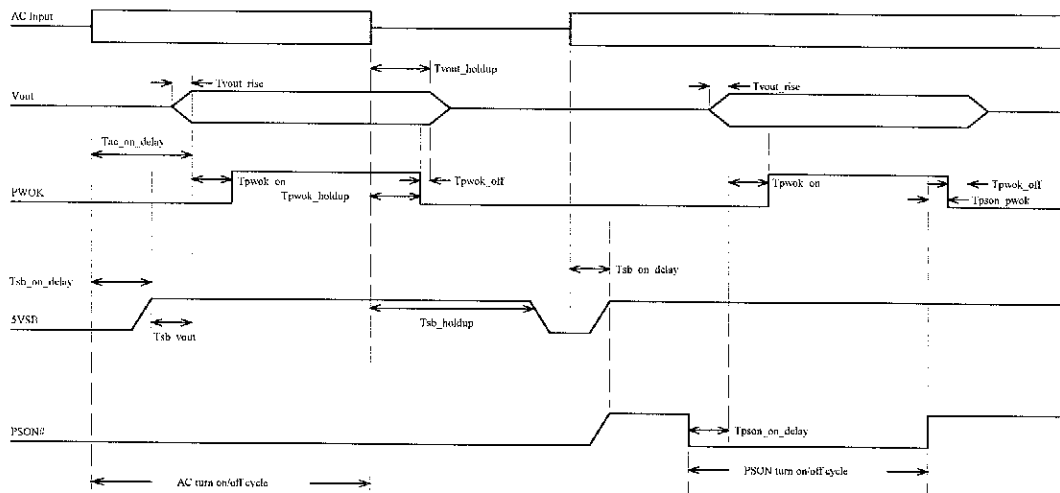 AC Input
Tvout_holdup
Tvout_rise
Tvout_rise
Vout
Tac_on_delay
Tpwok_on
Tpwok_off
Tpwok_on
Tpwok_off
PWOK
Tpwok_holdup
Tpson_pwok
Tsb_on_delay
Tsb_on_delay
5VSB
Tsb_vout
Tsb_holdup
PSON#
Tpson_on_delay
AC turn on/off cycle
PSON turn on/off cycle